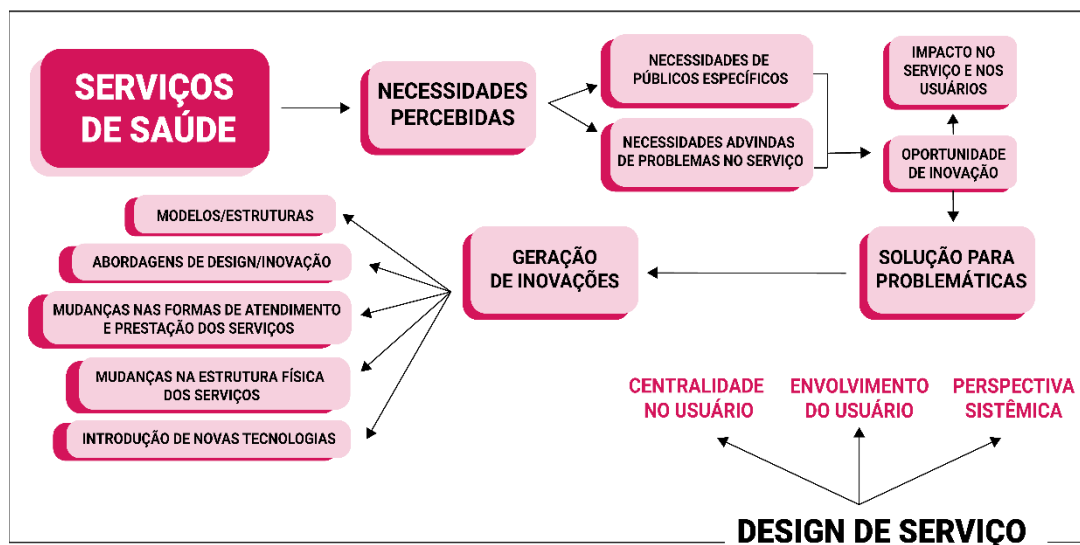 SERVIÇOS
DE SAÚDE
NECESSIDADES
PERCEBIDAS
NECESSIDADES DE
PÚBLICOS ESPECÍFICOS
NECESSIDADES ADVINDAS
DE PROBLEMAS NO SERVIÇO
IMPACTO NO
SERVIÇO E NOS
USUÁRIOS
OPORTUNIDADE
DE INOVAÇÃO
SOLUÇÃO PARA
PROBLEMÁTICAS
GERAÇÃO
DE INOVAÇÕES
MODELOS/ESTRUTURAS
ABORDAGENS DE DESIGN/INOVAÇÃO
MUDANÇAS NAS FORMAS DE ATENDIMENTO
E PRESTAÇÃO DOS SERVIÇOS
MUDANÇAS NA ESTRUTURA FÍSICA
DOS SERVIÇOS
INTRODUÇÃO DE NOVAS TECNOLOGIAS
CENTRALIDADE
NO USUÁRIO
ENVOLVIMENTO
DO USUÁRIO
PERSPECTIVA
SISTÊMICA
DESIGN DE SERVIÇO